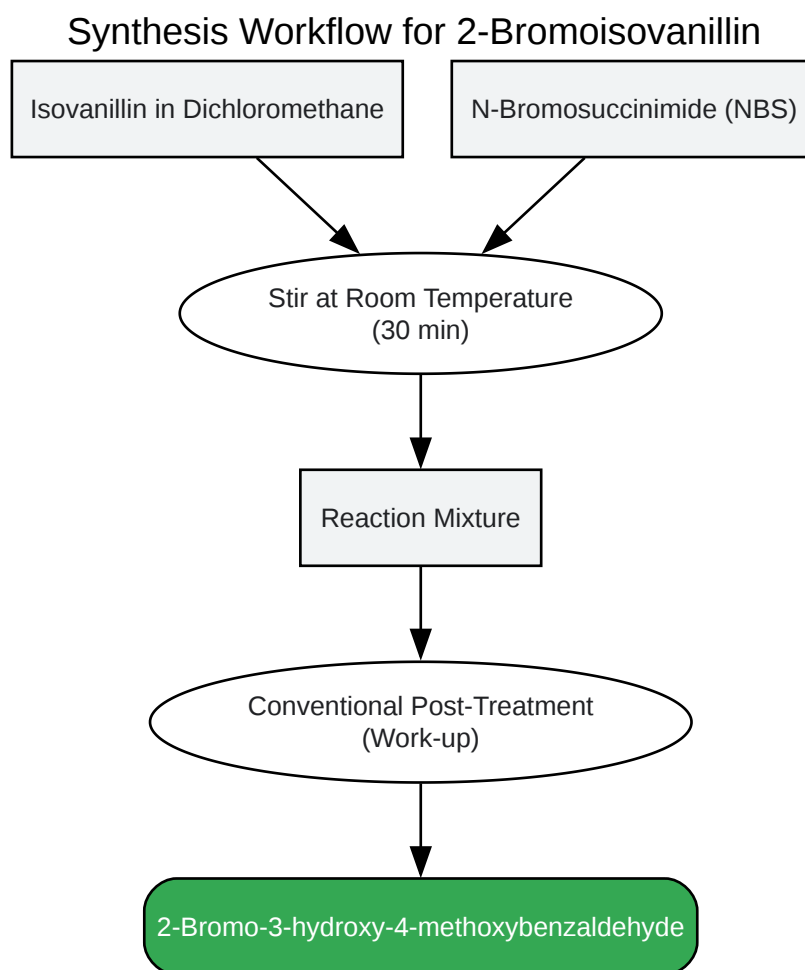 Synthesis Workflow for 2-Bromoisovanillin
Isovanillin in Dichloromethane
N-Bromosuccinimide (NBS)
Stir at Room Temperature
(30 min)
Reaction Mixture
Conventional Post-Treatment
(Work-up)
2-Bromo-3-hydroxy-4-methoxybenzaldehyde